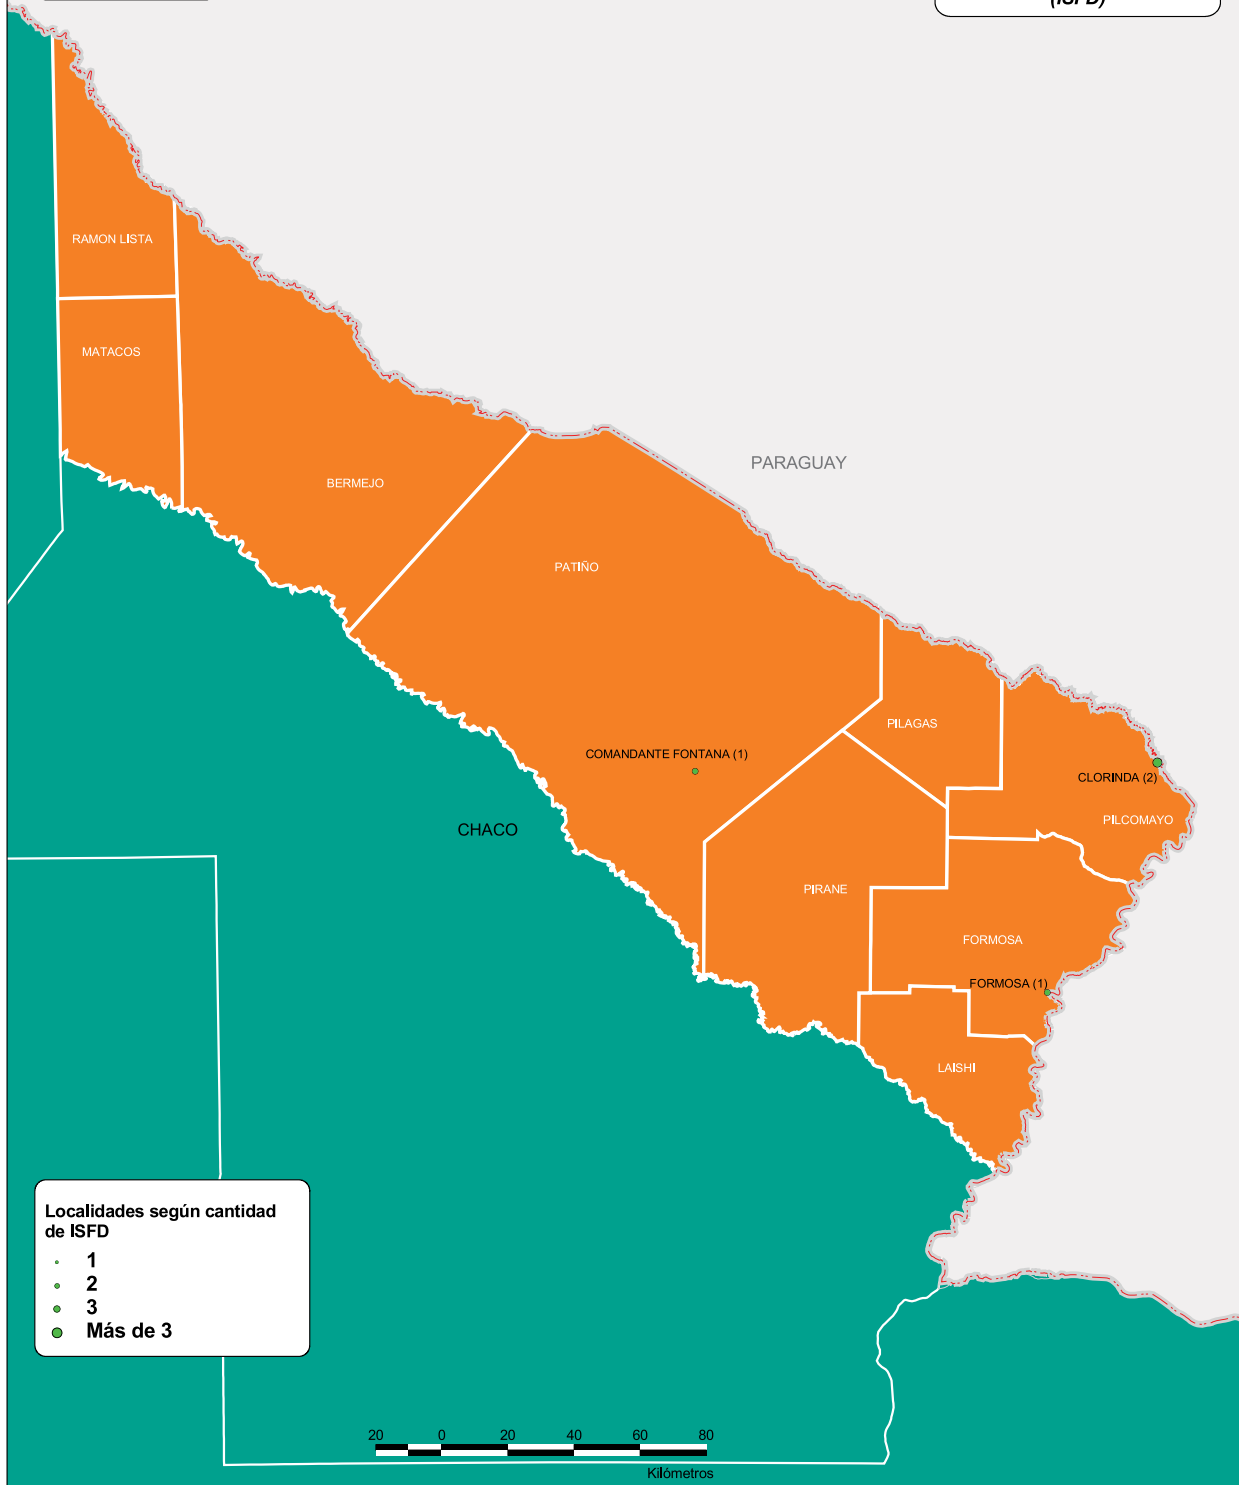 (ISFD)
RAMON LISTA
MATACOS
BERMEJO
PARAGUAY
PATIÑO
PILAGAS
COMANDANTE FONTANA (1)
CLORINDA (2)
PILCOMAYO
CHACO
PIRANE
FORMOSA
FORMOSA (1)
LAISHI
Localidades según cantidad
de ISFD
1
2
3
Más de 3
20 0 20 40 60 80
Kilómetros